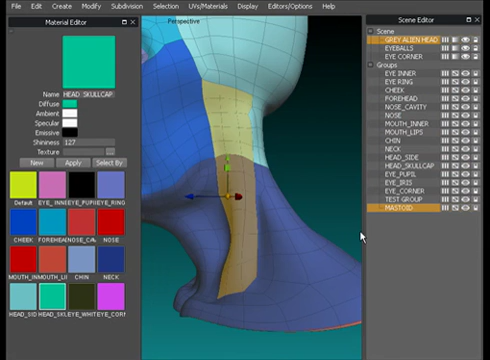 File Edit Create Modify Subdivision Selection UVs/Materials Display Editors/Options Help
Material Editor
Name HEAD_SKULLCAP
Diffuse
Ambient
Specular
Emissive
Shininess 127
Texture ...
New Apply Select By
Default EYE_INNE EYE_PUPI EYE_RING
CHEEK FOREHEA NOSE_CA NOSE
MOUTH_IN MOUTH_LI CHIN NECK
HEAD_SID HEAD_SKL EYE_WHIT EYE_CORN
Perspective
Scene Editor
Scene
GREY ALIEN HEAD
EYEBALLS
EYE CORNER
Groups
EYE INNER
EYE RING
CHEEK
FOREHEAD
NOSE_CAVITY
NOSE
MOUTH_INNER
MOUTH_LIPS
CHIN
NECK
HEAD_SIDE
HEAD_SKULLCAP
EYE_PUPIL
EYE_IRIS
EYE_CORNER
TEST GROUP
MASTOID